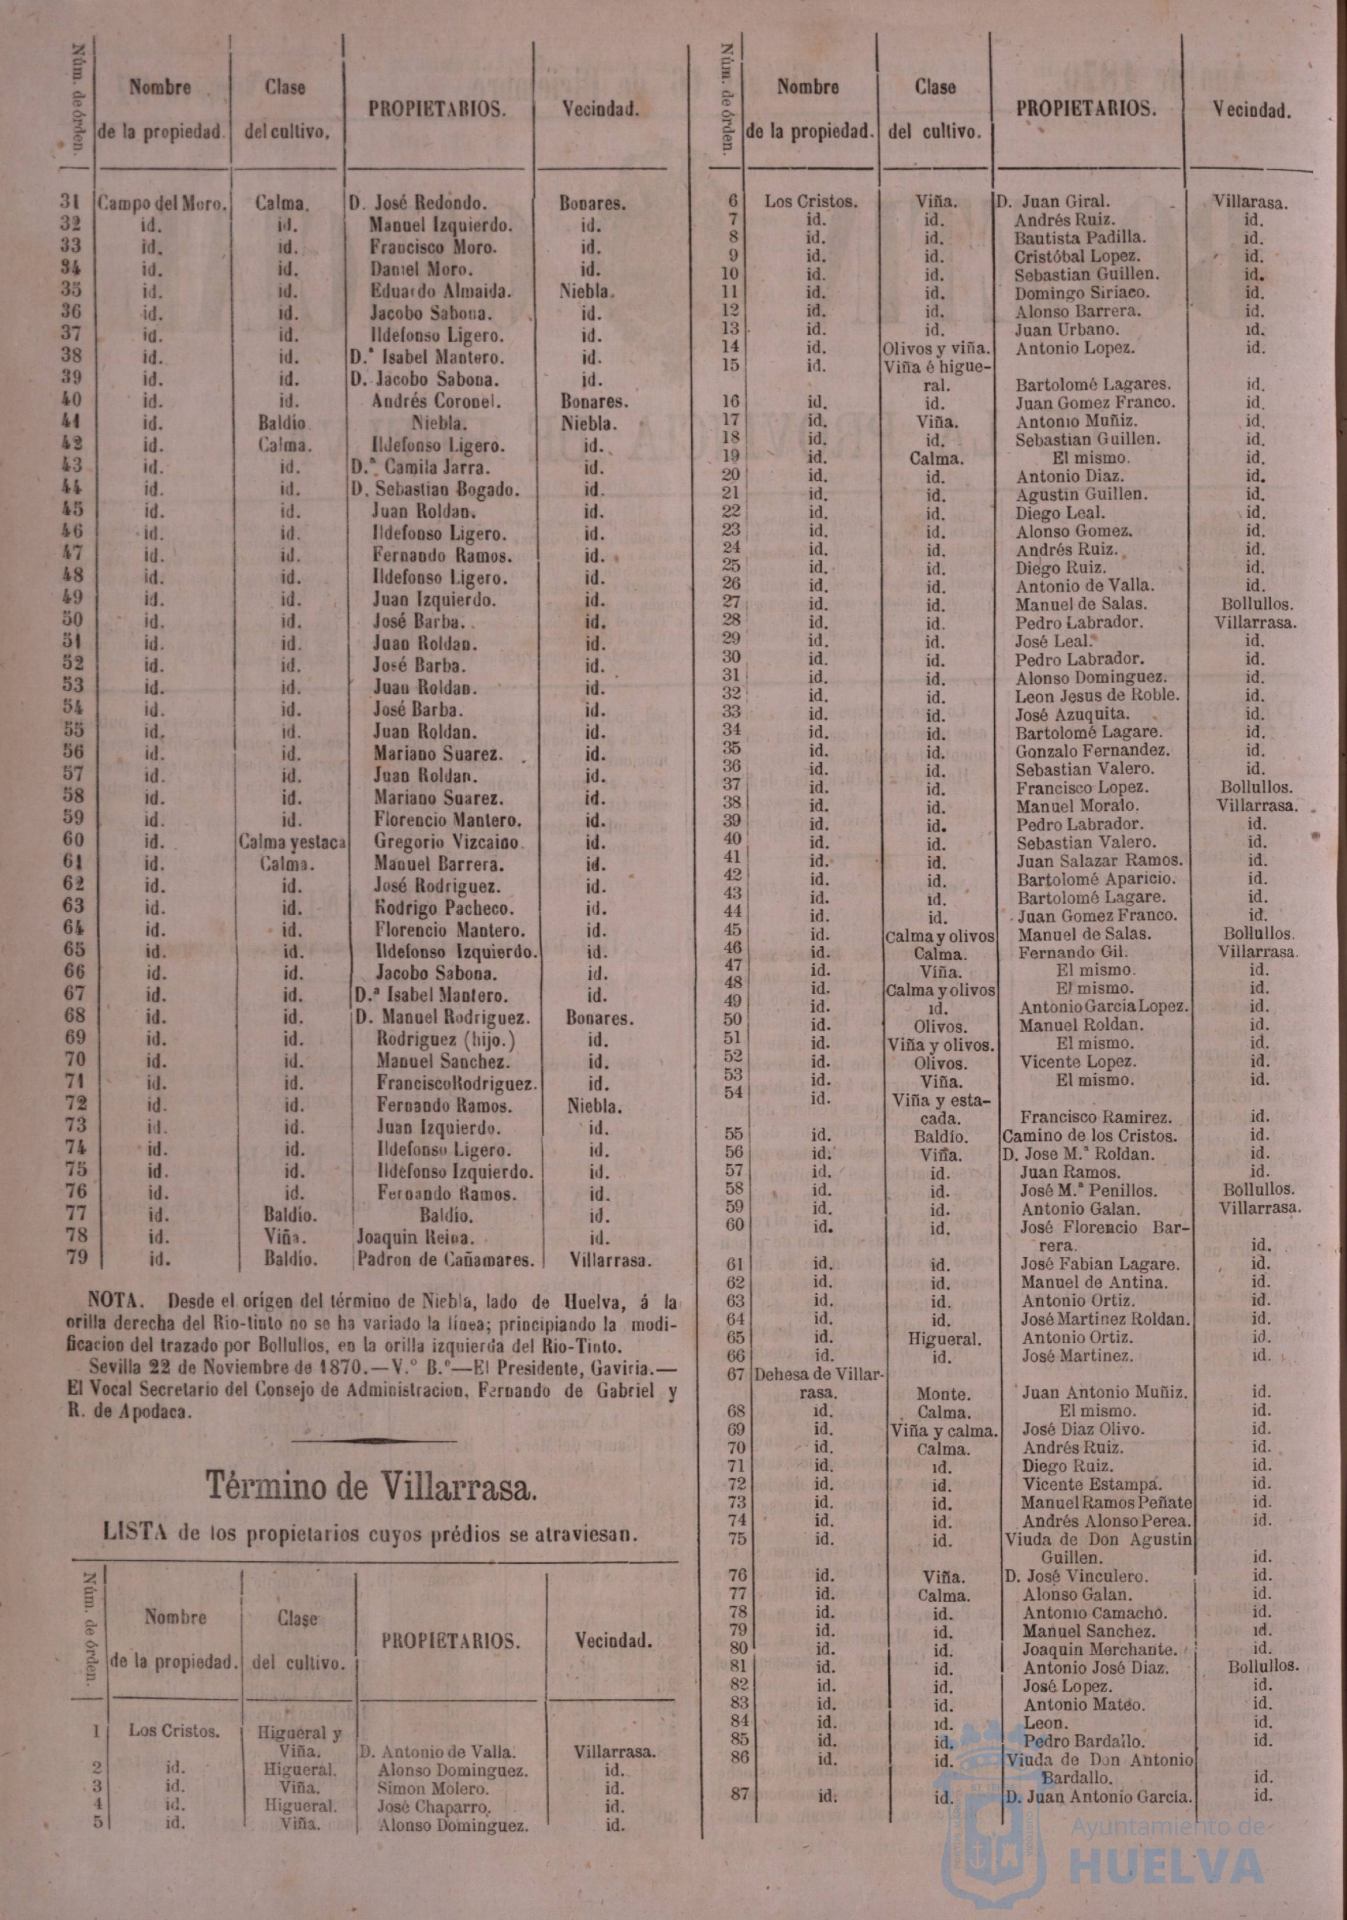 Núm. de órden. | Nombre de la propiedad. | Clase del cultivo. | PROPIETARIOS. | Vecindad.
31 Campo del Moro. Calma. D. José Redondo. Bonares.
32 id. id. Manuel Izquierdo. id.
33 id. id. Francisco Moro. id.
34 id. id. Daniel Moro. id.
35 id. id. Eduardo Almaida. Niebla.
36 id. id. Jacobo Sabona. id.
37 id. id. Ildefonso Ligero. id.
38 id. id. D.ª Isabel Mantero. id.
39 id. id. D. Jacobo Sabona. id.
40 id. id. Andrés Coronel. Bonares.
41 id. Baldío. Niebla. Niebla.
42 id. Calma. Ildefonso Ligero. id.
43 id. id. D.ª Camila Jarra. id.
44 id. id. D. Sebastian Bogado. id.
45 id. id. Juan Roldan. id.
46 id. id. Ildefonso Ligero. id.
47 id. id. Fernando Ramos. id.
48 id. id. Ildefonso Ligero. id.
49 id. id. Juan Izquierdo. id.
50 id. id. José Barba. id.
51 id. id. Juan Roldan. id.
52 id. id. José Barba. id.
53 id. id. Juan Roldan. id.
54 id. id. José Barba. id.
55 id. id. Juan Roldan. id.
56 id. id. Mariano Suarez. id.
57 id. id. Juan Roldan. id.
58 id. id. Mariano Suarez. id.
59 id. id. Florencio Mantero. id.
60 id. Calma y estaca Gregorio Vizcaino. id.
61 id. Calma. Manuel Barrera. id.
62 id. id. José Rodriguez. id.
63 id. id. Rodrigo Pacheco. id.
64 id. id. Florencio Mantero. id.
65 id. id. Ildefonso Izquierdo. id.
66 id. id. Jacobo Sabona. id.
67 id. id. D.ª Isabel Mantero. id.
68 id. id. D. Manuel Rodriguez. Bonares.
69 id. id. Rodriguez (hijo.) id.
70 id. id. Manuel Sanchez. id.
71 id. id. Francisco Rodriguez. id.
72 id. id. Fernando Ramos. Niebla.
73 id. id. Juan Izquierdo. id.
74 id. id. Ildefonso Ligero. id.
75 id. id. Ildefonso Izquierdo. id.
76 id. id. Fernando Ramos. id.
77 id. Baldío. Baldío. id.
78 id. Viña. Joaquin Reina. id.
79 id. Baldío. Padron de Cañamares. Villarrasa.
NOTA. Desde el orígen del término de Niebla, lado de Huelva, á la
orilla derecha del Rio-tinto no se ha variado la línea; principiando la modi-
ficacion del trazado por Bollullos, en la orilla izquierda del Rio-Tinto.
Sevilla 22 de Noviembre de 1870.—V.º B.º—El Presidente, Gaviria.—
El Vocal Secretario del Consejo de Administracion, Fernando de Gabriel y
R. de Apodaca.
Término de Villarrasa.
LISTA de los propietarios cuyos prédios se atraviesan.
Núm. de órden. | Nombre de la propiedad. | Clase del cultivo. | PROPIETARIOS. | Vecindad.
1 Los Cristos. Higueral y
Viña. D. Antonio de Valla. Villarrasa.
2 id. Higueral. Alonso Dominguez. id.
3 id. Viña. Simon Molero. id.
4 id. Higueral. José Chaparro. id.
5 id. Viña. Alonso Dominguez. id.
Núm. de órden. | Nombre de la propiedad. | Clase del cultivo. | PROPIETARIOS. | Vecindad.
6 Los Cristos. Viña. D. Juan Giral. Villarasa.
7 id. id. Andrés Ruiz. id.
8 id. id. Bautista Padilla. id.
9 id. id. Cristóbal Lopez. id.
10 id. id. Sebastian Guillen. id.
11 id. id. Domingo Siriaco. id.
12 id. id. Alonso Barrera. id.
13 id. id. Juan Urbano. id.
14 id. Olivos y viña. Antonio Lopez. id.
15 id. Viña é higue-
ral. Bartolomé Lagares. id.
16 id. id. Juan Gomez Franco. id.
17 id. Viña. Antonio Muñiz. id.
18 id. id. Sebastian Guillen. id.
19 id. Calma. El mismo. id.
20 id. id. Antonio Diaz. id.
21 id. id. Agustin Guillen. id.
22 id. id. Diego Leal. id.
23 id. id. Alonso Gomez. id.
24 id. id. Andrés Ruiz. id.
25 id. id. Diego Ruiz. id.
26 id. id. Antonio de Valla. id.
27 id. id. Manuel de Salas. Bollullos.
28 id. id. Pedro Labrador. Villarrasa.
29 id. id. José Leal. id.
30 id. id. Pedro Labrador. id.
31 id. id. Alonso Dominguez. id.
32 id. id. Leon Jesus de Roble. id.
33 id. id. José Azuquita. id.
34 id. id. Bartolomé Lagare. id.
35 id. id. Gonzalo Fernandez. id.
36 id. id. Sebastian Valero. id.
37 id. id. Francisco Lopez. Bollullos.
38 id. id. Manuel Moralo. Villarrasa.
39 id. id. Pedro Labrador. id.
40 id. id. Sebastian Valero. id.
41 id. id. Juan Salazar Ramos. id.
42 id. id. Bartolomé Aparicio. id.
43 id. id. Bartolomé Lagare. id.
44 id. id. Juan Gomez Franco. id.
45 id. Calma y olivos Manuel de Salas. Bollullos.
46 id. Calma. Fernando Gil. Villarrasa.
47 id. Viña. El mismo. id.
48 id. Calma y olivos El mismo. id.
49 id. id. Antonio Garcia Lopez. id.
50 id. Olivos. Manuel Roldan. id.
51 id. Viña y olivos. El mismo. id.
52 id. Olivos. Vicente Lopez. id.
53 id. Viña. El mismo. id.
54 id. Viña y esta-
cada. Francisco Ramirez. id.
55 id. Baldío. Camino de los Cristos. id.
56 id. Viña. D. Jose M.ª Roldan. id.
57 id. id. Juan Ramos. id.
58 id. id. José M.ª Penillos. Bollullos.
59 id. id. Antonio Galan. Villarrasa.
60 id. id. José Florencio Bar-
rera. id.
61 id. id. José Fabian Lagare. id.
62 id. id. Manuel de Antina. id.
63 id. id. Antonio Ortiz. id.
64 id. id. José Martinez Roldan. id.
65 id. Higueral. Antonio Ortiz. id.
66 id. id. José Martinez. id.
67 Dehesa de Villar-
rasa. Monte. Juan Antonio Muñiz. id.
68 id. Calma. El mismo. id.
69 id. Viña y calma. José Diaz Olivo. id.
70 id. Calma. Andrés Ruiz. id.
71 id. id. Diego Ruiz. id.
72 id. id. Vicente Estampa. id.
73 id. id. Manuel Ramos Peñate id.
74 id. id. Andrés Alonso Perea. id.
75 id. id. Viuda de Don Agustin
Guillen. id.
76 id. Viña. D. José Vinculero. id.
77 id. Calma. Alonso Galan. id.
78 id. id. Antonio Camacho. id.
79 id. id. Manuel Sanchez. id.
80 id. id. Joaquin Merchante. id.
81 id. id. Antonio José Diaz. Bollullos.
82 id. id. José Lopez. id.
83 id. id. Antonio Mateo. id.
84 id. id. Leon. id.
85 id. id. Pedro Bardallo. id.
86 id. id. Viuda de Don Antonio
Bardallo. id.
87 id. id. D. Juan Antonio García. id.
Ayuntamiento de
HUELVA